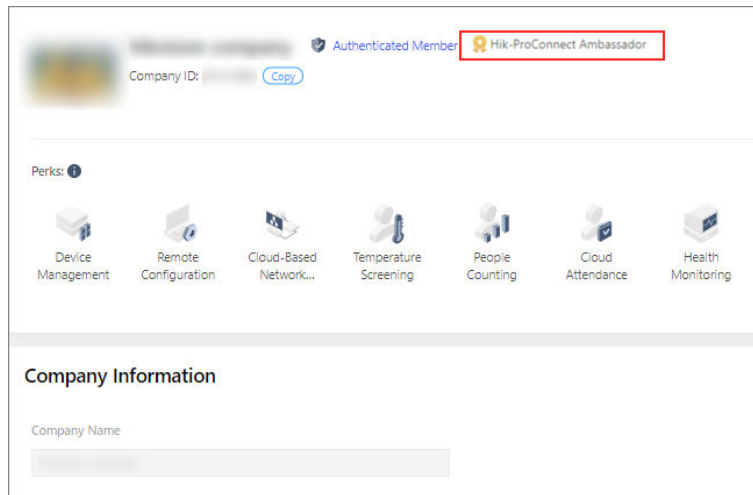 Authenticated Member Hik-ProConnect Ambassador
Company ID: Copy
Perks:
Device Management
Remote Configuration
Cloud-Based Network...
Temperature Screening
People Counting
Cloud Attendance
Health Monitoring
Company Information
Company Name